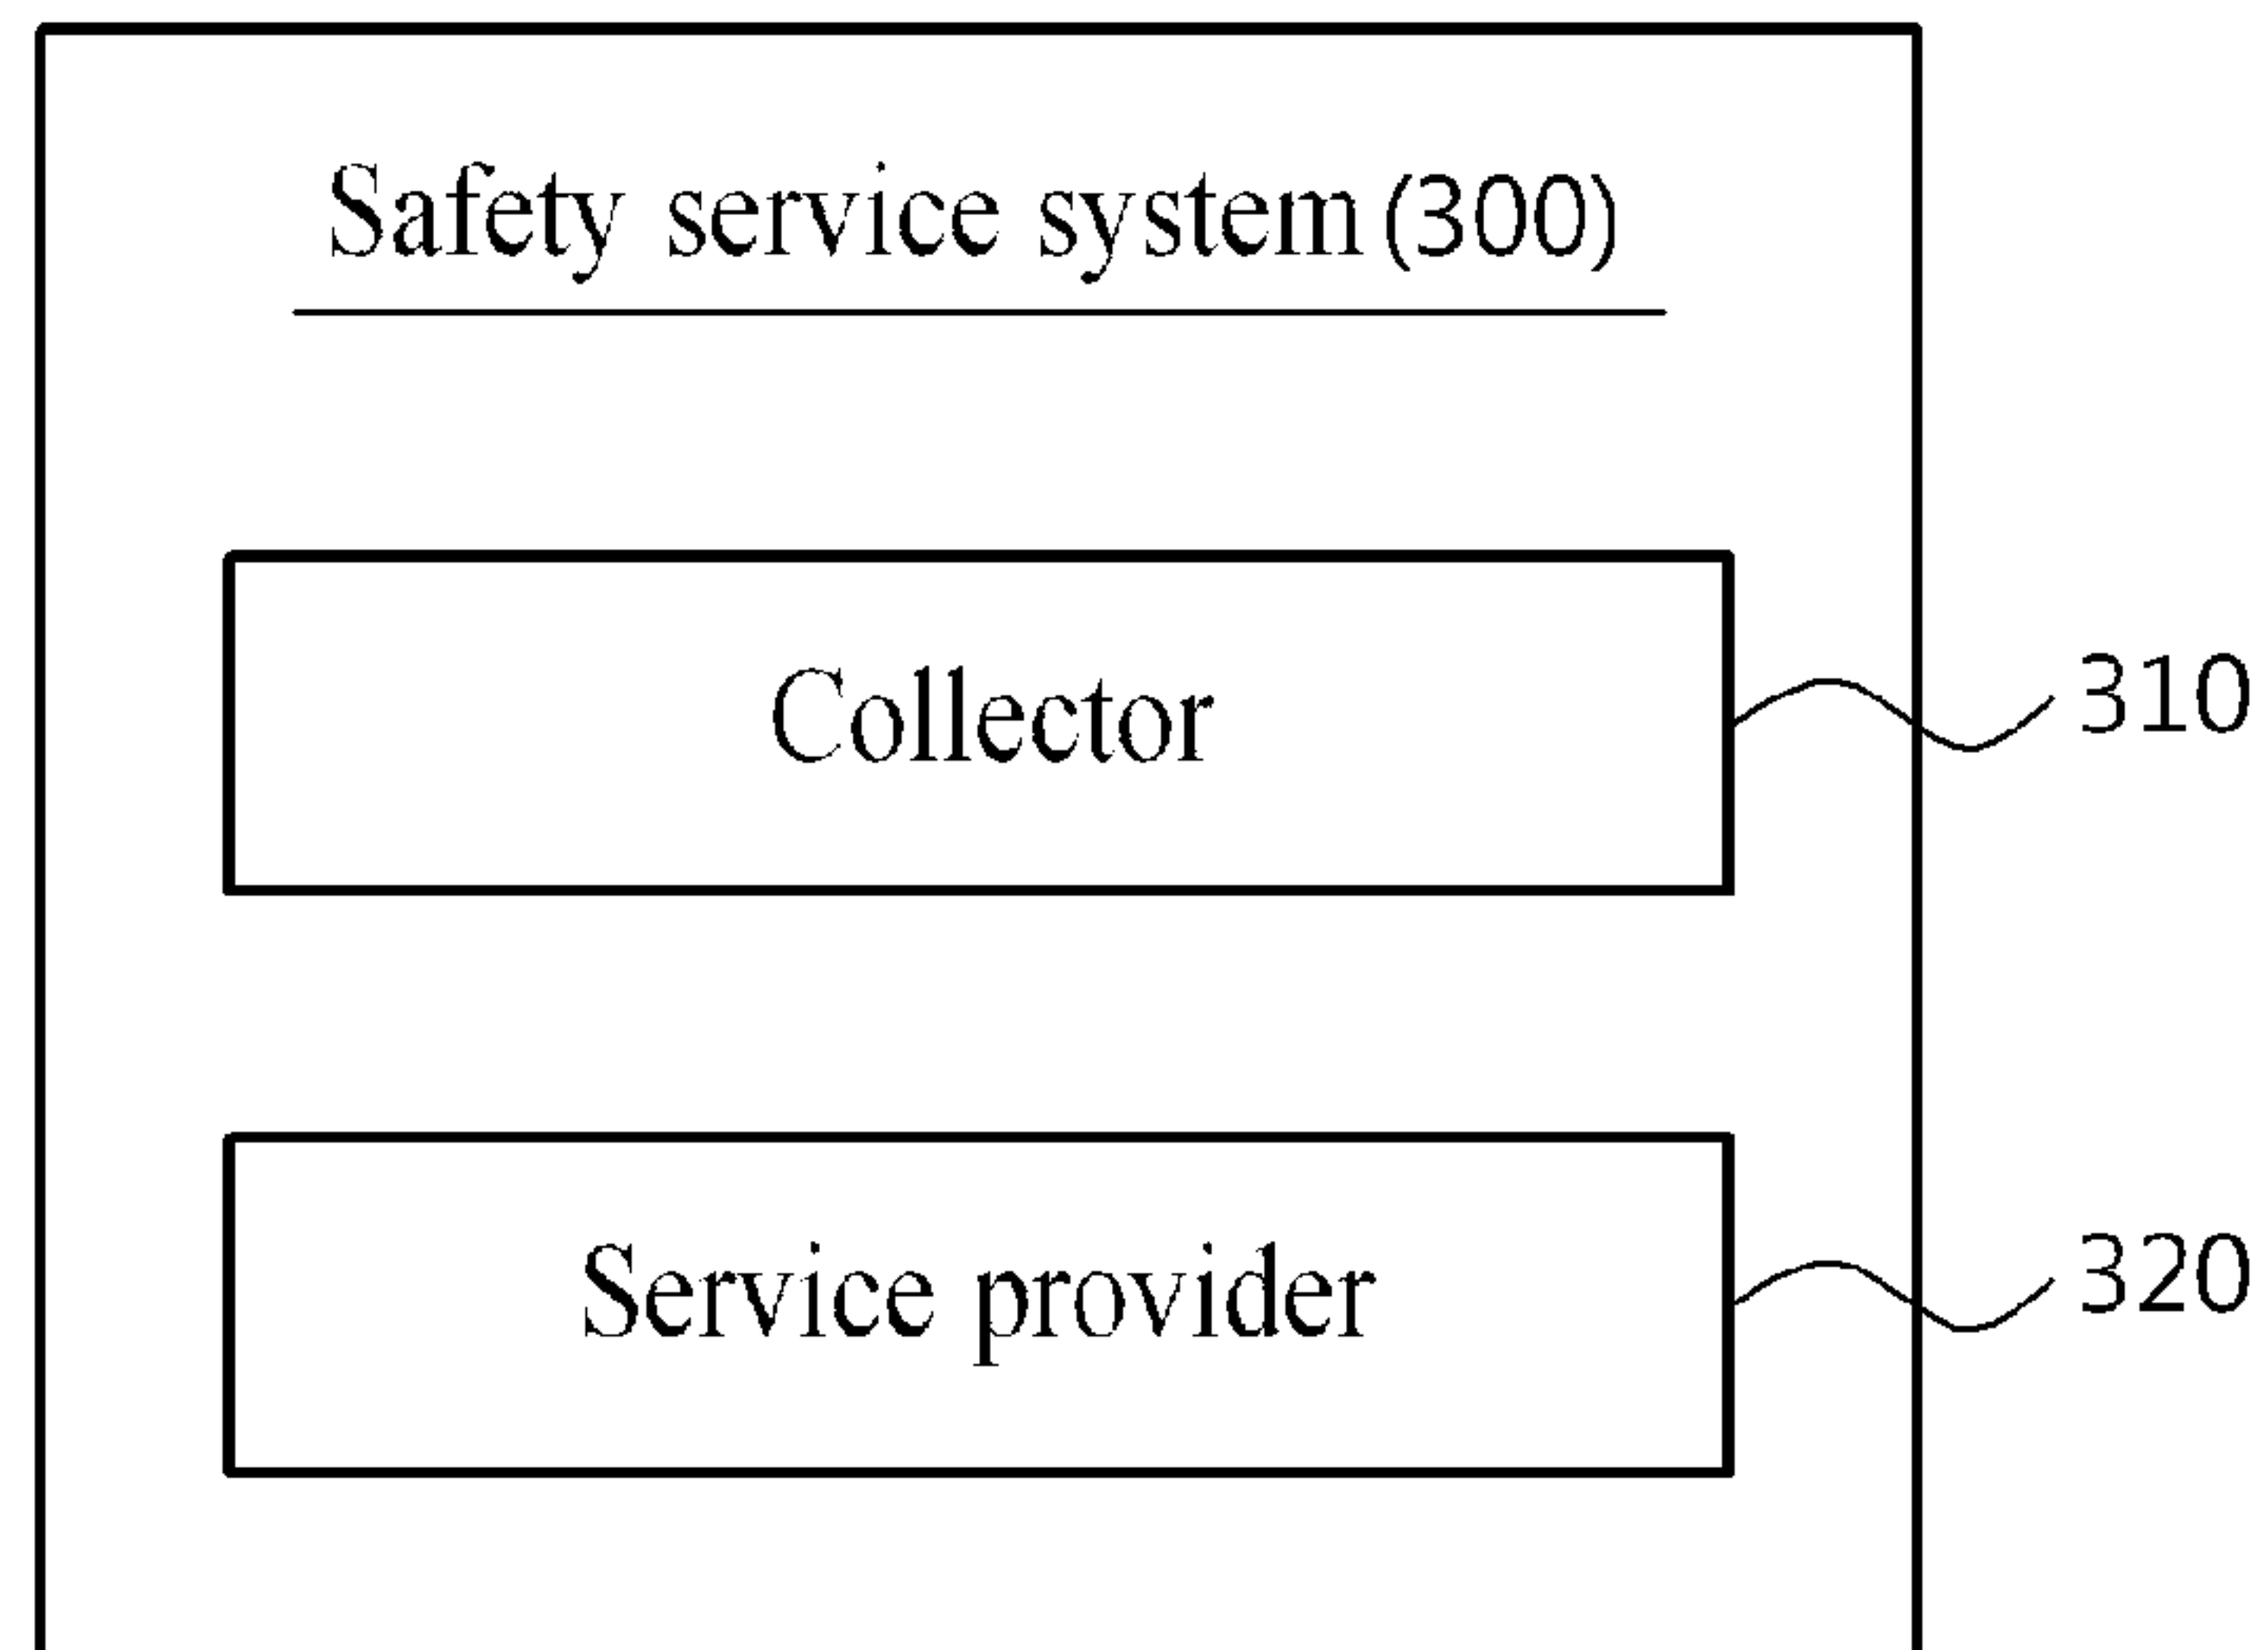 Safety service system (300)
Collector
310
Service provider
320